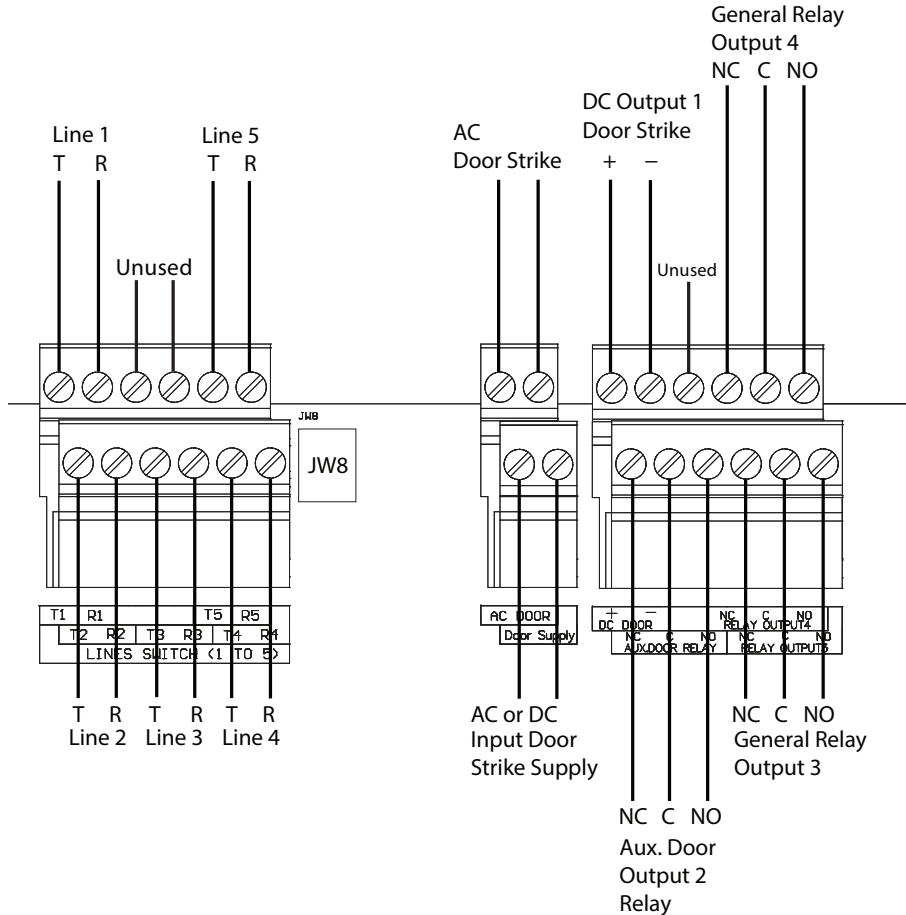 General Relay
Output 4
NC C NO
DC Output 1
Door Strike
+ −
Line 1
T R
Line 5
T R
AC
Door Strike
Unused
Unused
JW8
JW8
T1 R1 T5 R5
T2 R2 T3 R3 T4 R4
LINES SWITCH (1 TO 5)
AC DOOR
Door Supply
+ − NC C NO
DC DOOR RELAY OUTPUT4
NC C NO NC C NO
AUX.DOOR RELAY RELAY OUTPUT3
T R T R T R
Line 2 Line 3 Line 4
AC or DC
Input Door
Strike Supply
NC C NO
General Relay
Output 3
NC C NO
Aux. Door
Output 2
Relay